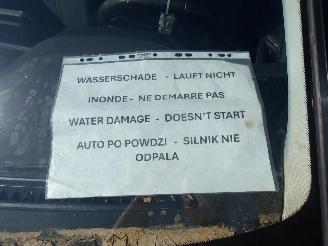 WASSERSCHADE - LAUFT NICHT
INONDE - NE DEMARRE PAS
WATER DAMAGE - DOESN'T START
AUTO PO POWDZI - SILNIK NIE
ODPALA